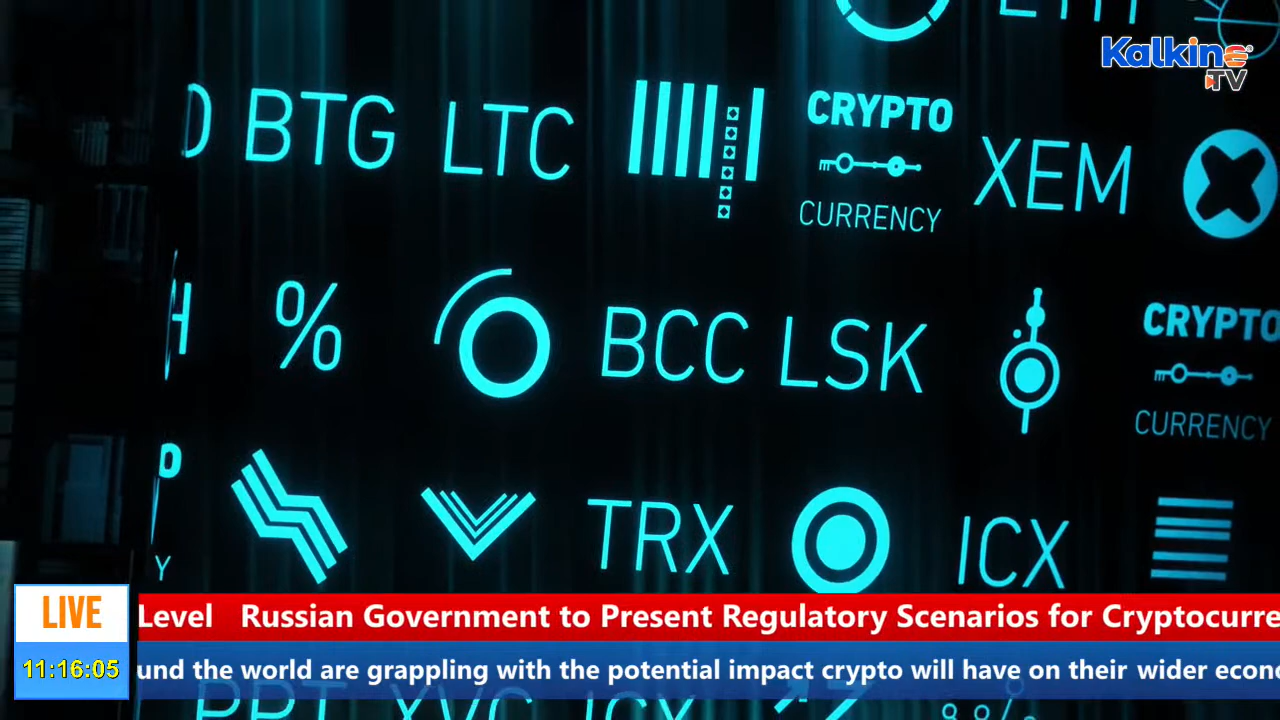 Kalkine
TV
BTG LTC CRYPTO XEM
CURRENCY
% BCC LSK CRYPTO
CURRENCY
TRX ICX
Y
LIVE
Level Russian Government to Present Regulatory Scenarios for Cryptocurre
11:16:05
und the world are grappling with the potential impact crypto will have on their wider econo
XVC ICX